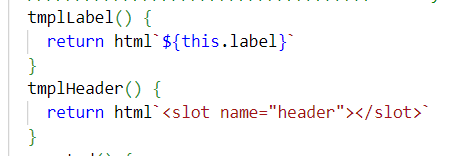 tmplLabel() {
return html`${this.label}`
}
tmplHeader() {
return html`<slot name="header"></slot>`
}